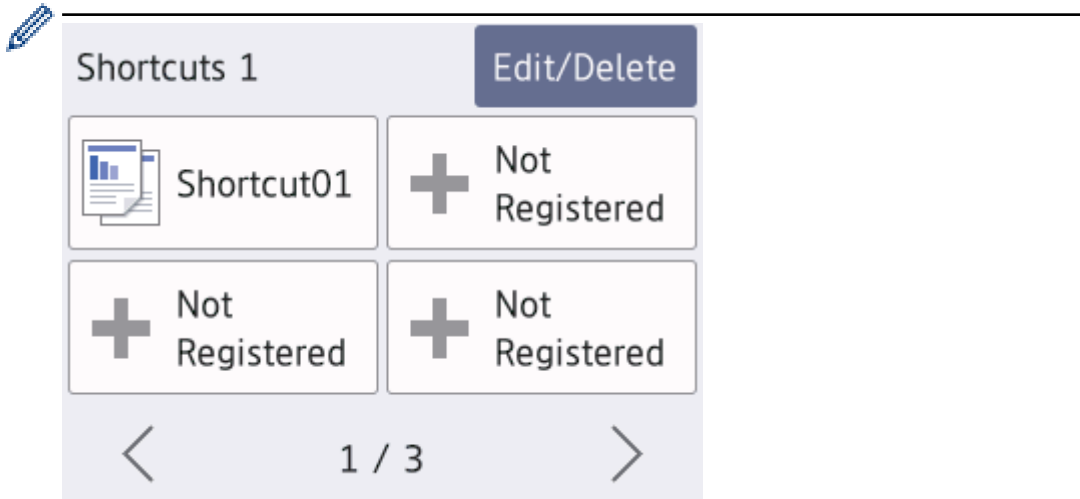 Shortcuts 1
Edit/Delete
Shortcut01
Not
Registered
Not
Registered
Not
Registered
1 / 3